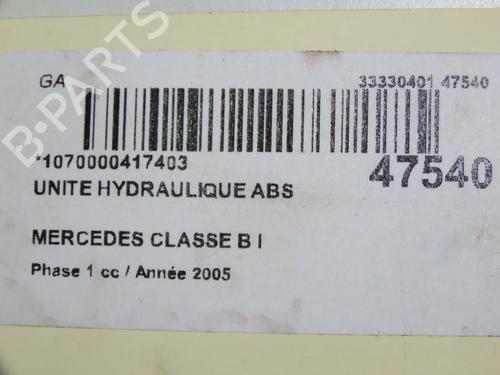 B-PARTS
GA 33330401 47540
*1070000417403 47540
UNITE HYDRAULIQUE ABS
MERCEDES CLASSE B I
Phase 1 cc / Année 2005